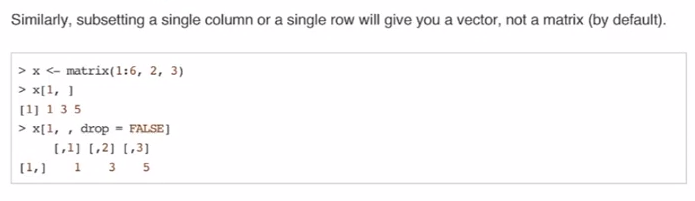 Similarly, subsetting a single column or a single row will give you a vector, not a matrix (by default).
> x <- matrix(1:6, 2, 3)
> x[1, ]
[1] 1 3 5
> x[1, , drop = FALSE]
     [,1] [,2] [,3]
[1,]    1    3    5